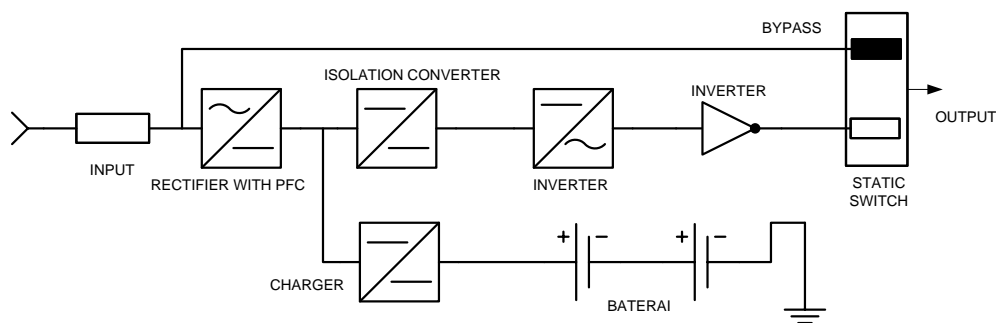 BYPASS
ISOLATION CONVERTER
INVERTER
OUTPUT
INPUT
RECTIFIER WITH PFC
INVERTER
STATIC
SWITCH
+ −
+ −
CHARGER
BATERAI